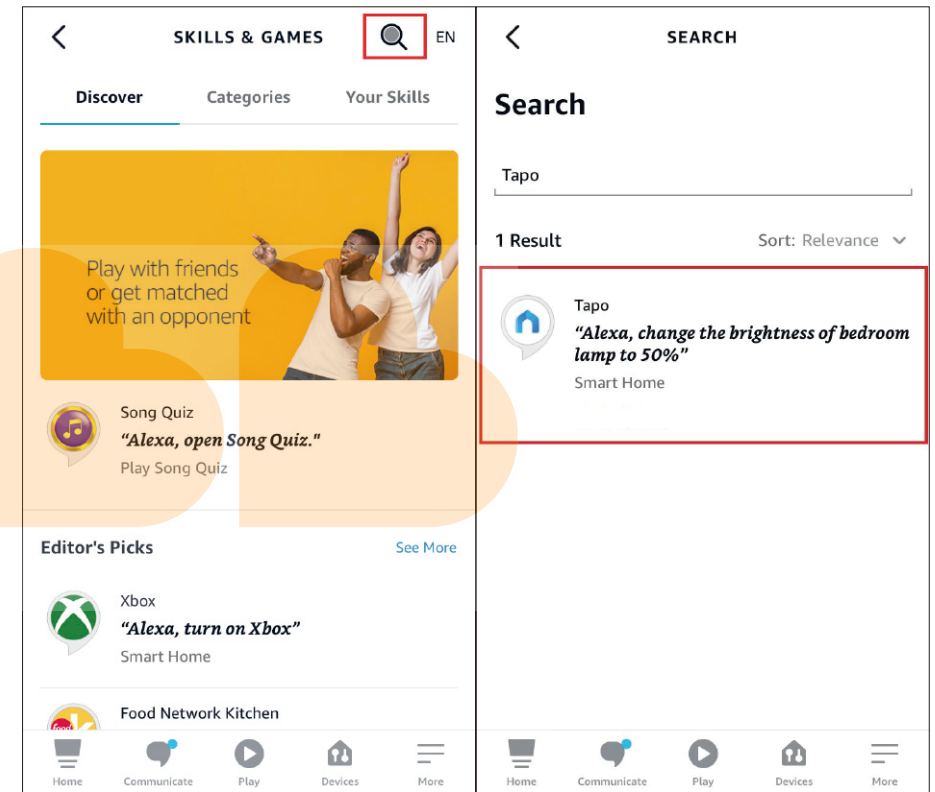 SKILLS & GAMES
EN
Discover
Categories
Your Skills
Play with friends
or get matched
with an opponent
Song Quiz
“Alexa, open Song Quiz."
Play Song Quiz
Editor's Picks
See More
Xbox
“Alexa, turn on Xbox”
Smart Home
Food Network Kitchen
food
Home
Communicate
Play
Devices
More
SEARCH
Search
Tapo
1 Result
Sort: Relevance
Tapo
“Alexa, change the brightness of bedroom
lamp to 50%”
Smart Home
Home
Communicate
Play
Devices
More